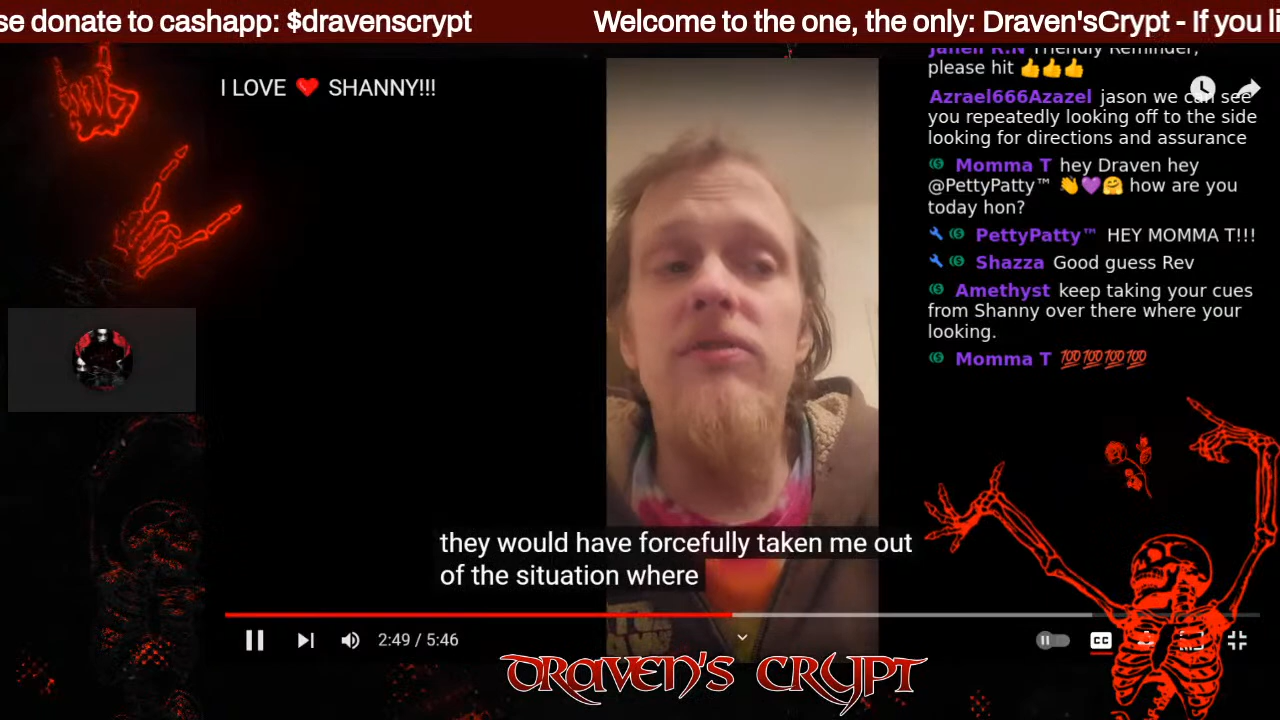 se donate to cashapp: $dravenscrypt
Welcome to the one, the only: Draven'sCrypt - If you li
I LOVE ❤️ SHANNY!!!
Janell R.N Friendly Reminder,
please hit 👍👍👍
Azrael666Azazel jason we can see
you repeatedly looking off to the side
looking for directions and assurance
Momma T hey Draven hey
@PettyPatty™ 👋💜🤗 how are you
today hon?
PettyPatty™ HEY MOMMA T!!!
Shazza Good guess Rev
Amethyst keep taking your cues
from Shanny over there where your
looking.
Momma T 💯💯💯💯
they would have forcefully taken me out
of the situation where
2:49 / 5:46
CC
DRAVEN'S CRYPT